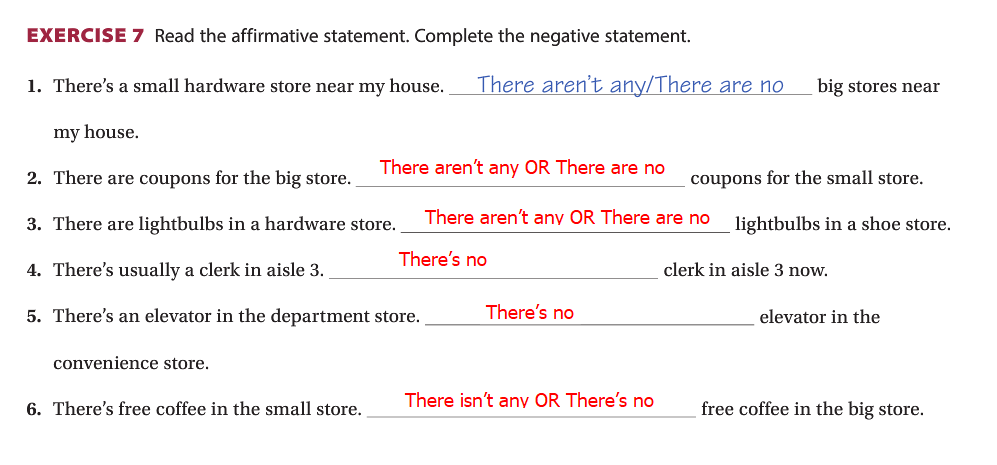 EXERCISE 7 Read the affirmative statement. Complete the negative statement.
1. There's a small hardware store near my house. There aren't any/There are no big stores near
my house.
2. There are coupons for the big store. There aren't any OR There are no coupons for the small store.
3. There are lightbulbs in a hardware store. There aren't any OR There are no lightbulbs in a shoe store.
4. There's usually a clerk in aisle 3. There's no clerk in aisle 3 now.
5. There's an elevator in the department store. There's no elevator in the
convenience store.
6. There's free coffee in the small store. There isn't any OR There's no free coffee in the big store.